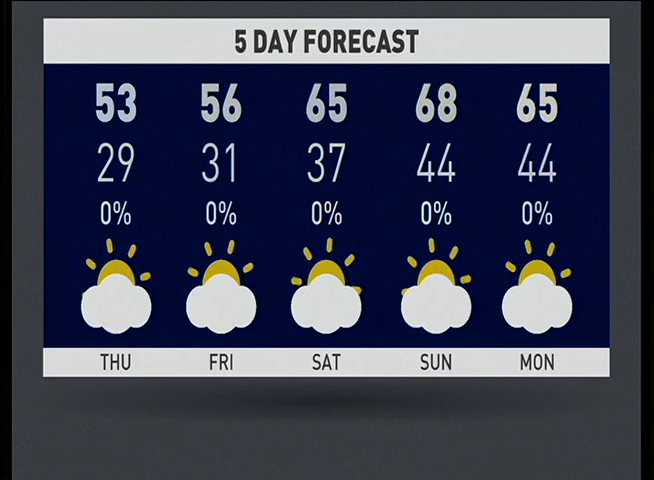 5 DAY FORECAST
53 56 65 68 65
29 31 37 44 44
0% 0% 0% 0% 0%
THU FRI SAT SUN MON